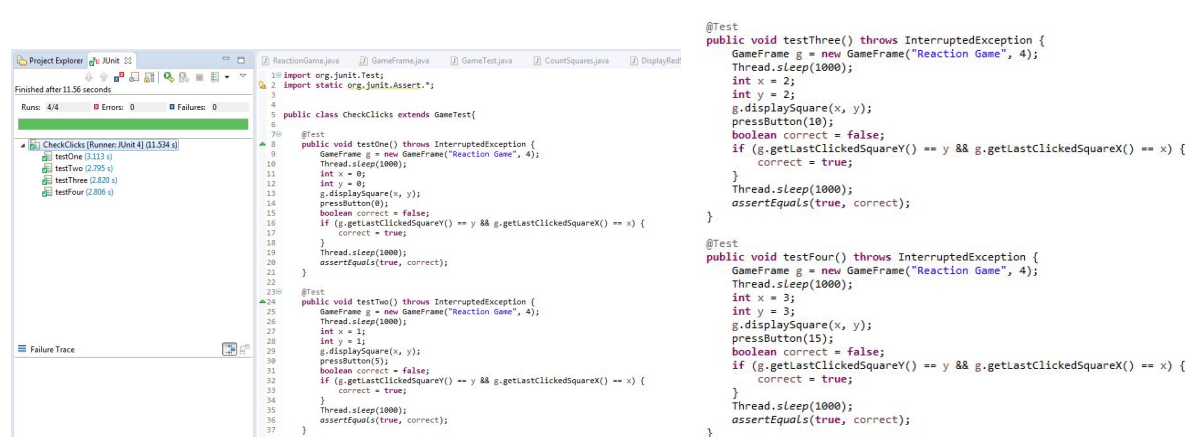 Project Explorer JUnit
Finished after 11.56 seconds
Runs: 4/4 Errors: 0 Failures: 0
CheckClicks [Runner: JUnit 4] (11.534 s)
testOne (3.113 s)
testTwo (2.795 s)
testThree (2.820 s)
testFour (2.806 s)
Failure Trace
ReactionGame.java GameFrame.java GameTest.java CountSquares.java DisplayRedS
1 import org.junit.Test;
2 import static org.junit.Assert.*;
3
4
5 public class CheckClicks extends GameTest{
6
7 @Test
8 public void testOne() throws InterruptedException {
9 GameFrame g = new GameFrame("Reaction Game", 4);
10 Thread.sleep(1000);
11 int x = 0;
12 int y = 0;
13 g.displaySquare(x, y);
14 pressButton(0);
15 boolean correct = false;
16 if (g.getLastClickedSquareY() == y && g.getLastClickedSquareX() == x) {
17 correct = true;
18 }
19 Thread.sleep(1000);
20 assertEquals(true, correct);
21 }
22
23 @Test
24 public void testTwo() throws InterruptedException {
25 GameFrame g = new GameFrame("Reaction Game", 4);
26 Thread.sleep(1000);
27 int x = 1;
28 int y = 1;
29 g.displaySquare(x, y);
30 pressButton(5);
31 boolean correct = false;
32 if (g.getLastClickedSquareY() == y && g.getLastClickedSquareX() == x) {
33 correct = true;
34 }
35 Thread.sleep(1000);
36 assertEquals(true, correct);
37 }
@Test
public void testThree() throws InterruptedException {
GameFrame g = new GameFrame("Reaction Game", 4);
Thread.sleep(1000);
int x = 2;
int y = 2;
g.displaySquare(x, y);
pressButton(10);
boolean correct = false;
if (g.getLastClickedSquareY() == y && g.getLastClickedSquareX() == x) {
correct = true;
}
Thread.sleep(1000);
assertEquals(true, correct);
}
@Test
public void testFour() throws InterruptedException {
GameFrame g = new GameFrame("Reaction Game", 4);
Thread.sleep(1000);
int x = 3;
int y = 3;
g.displaySquare(x, y);
pressButton(15);
boolean correct = false;
if (g.getLastClickedSquareY() == y && g.getLastClickedSquareX() == x) {
correct = true;
}
Thread.sleep(1000);
assertEquals(true, correct);
}